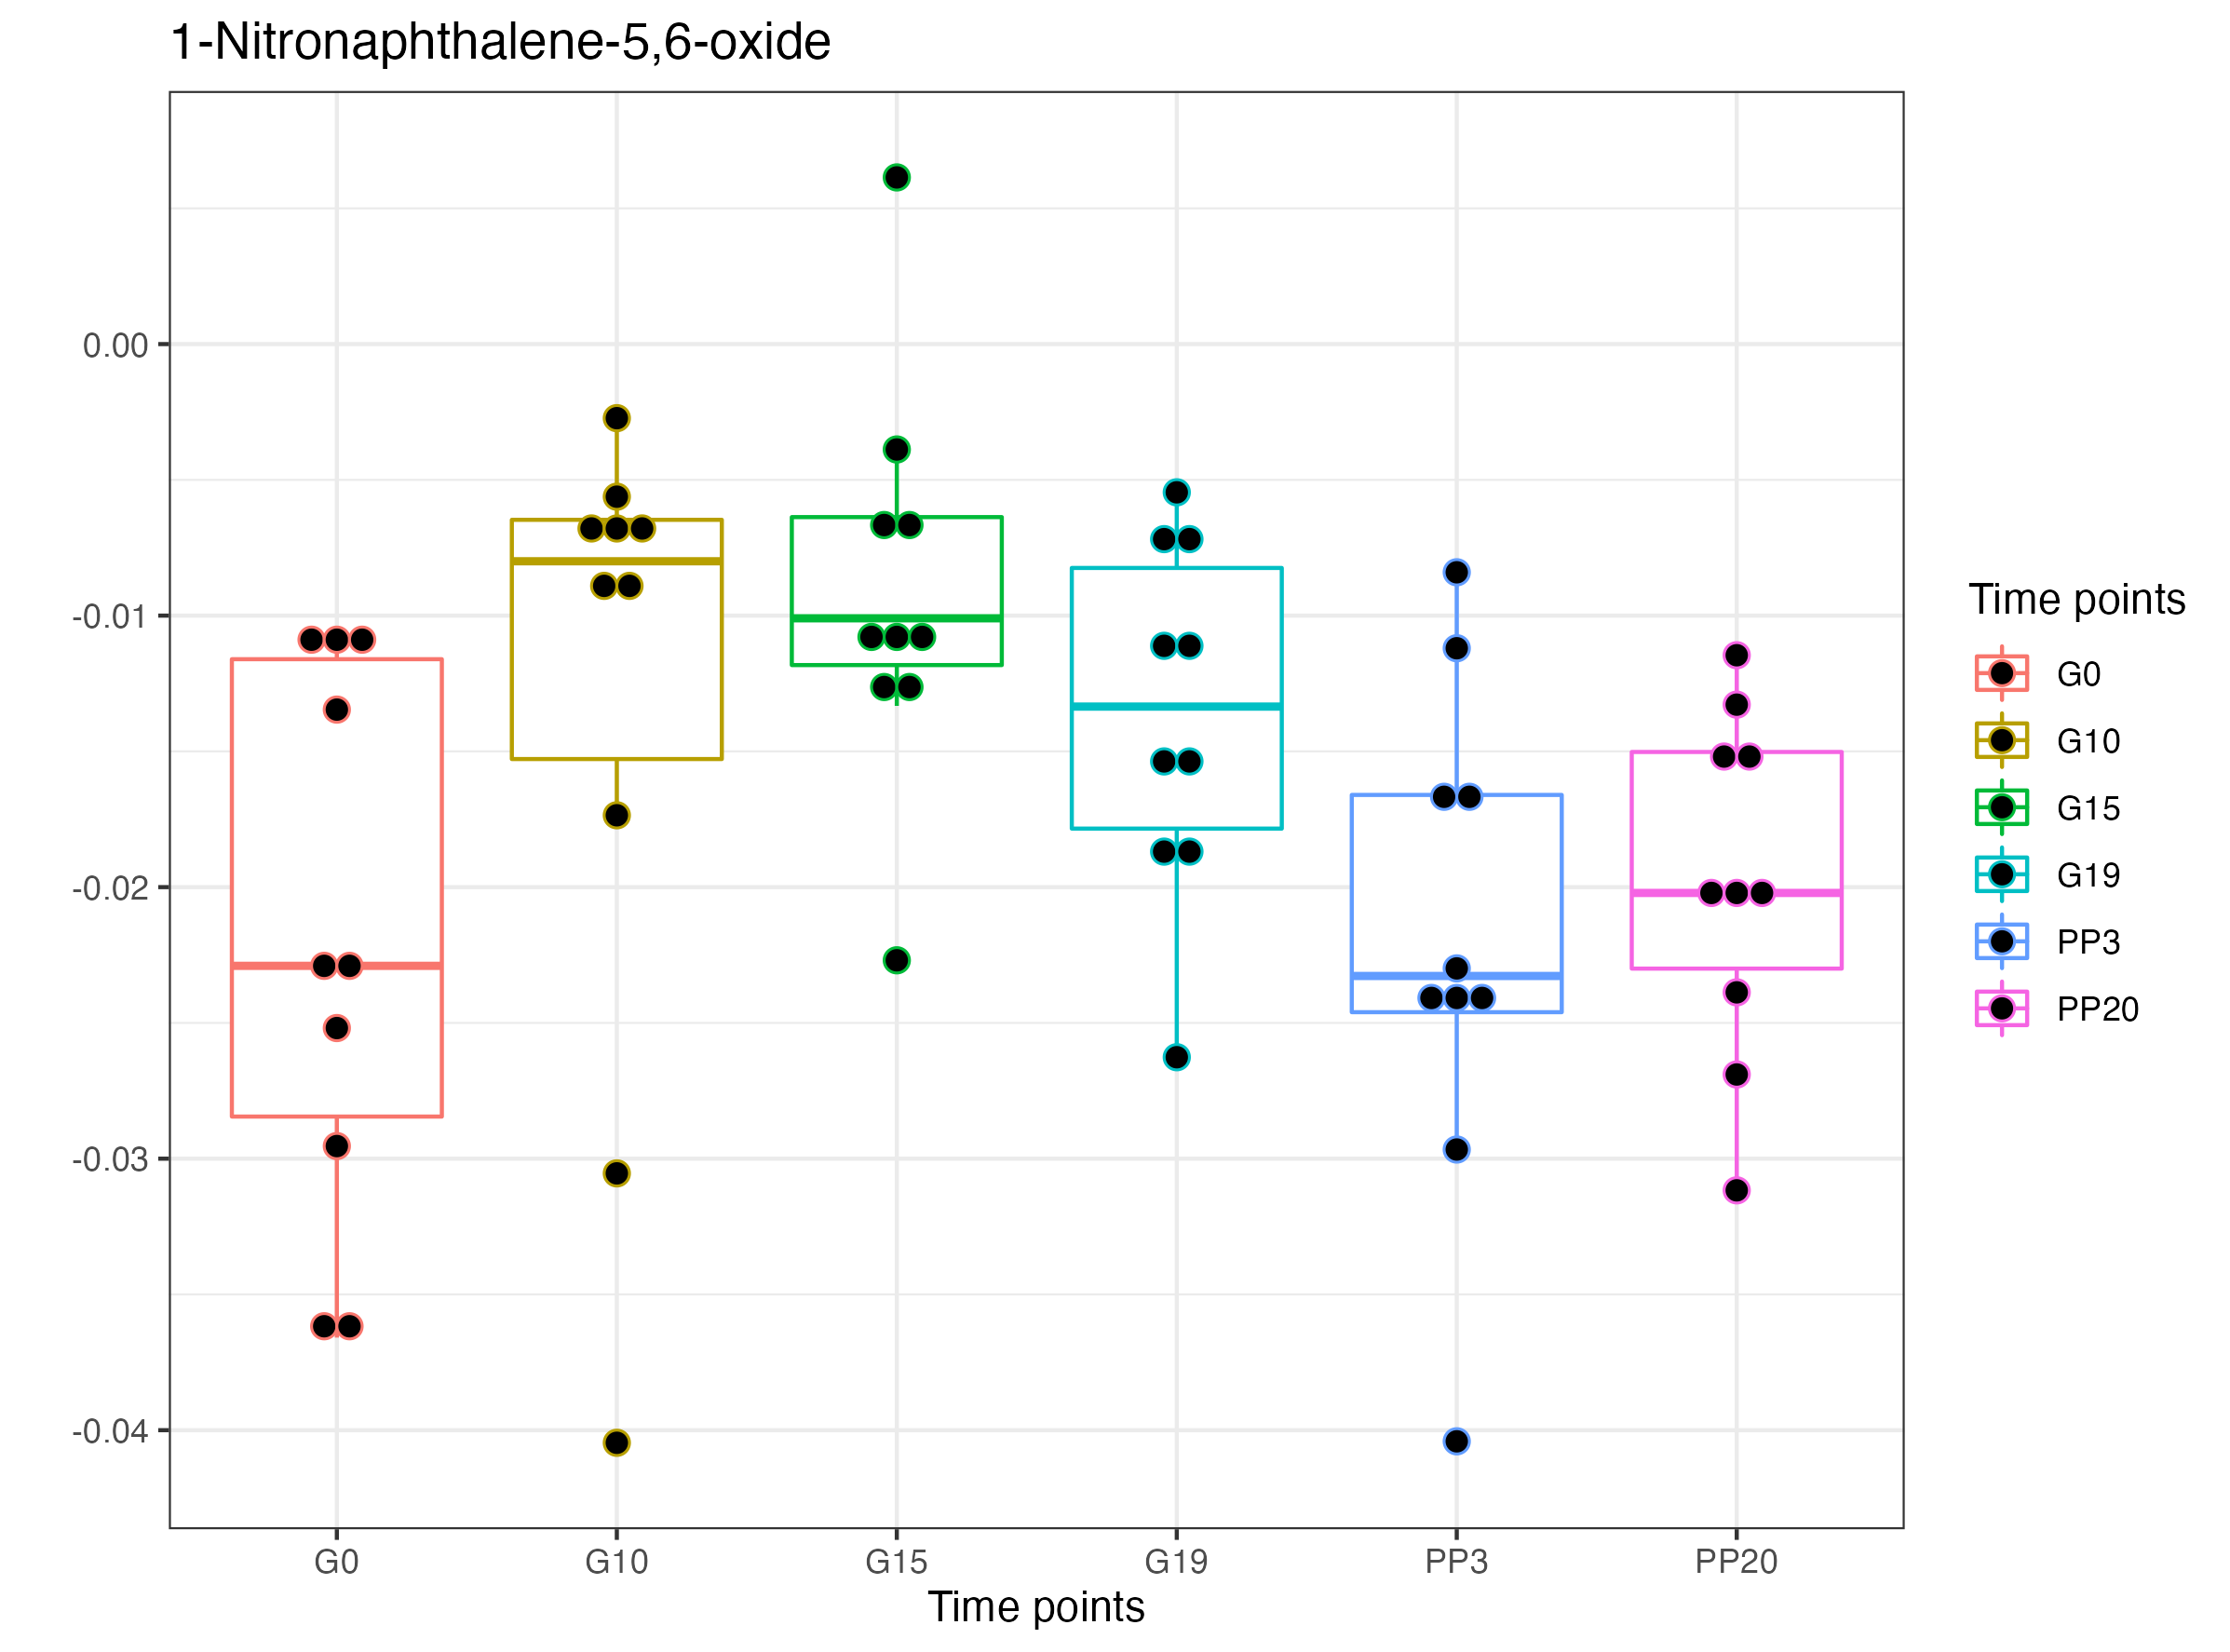 1-Nitronaphthalene-5,6-oxide
0.00
-0.01
-0.02
-0.03
-0.04
G0
G10
G15
G19
PP3
PP20
Time points
Time points
G0
G10
G15
G19
PP3
PP20